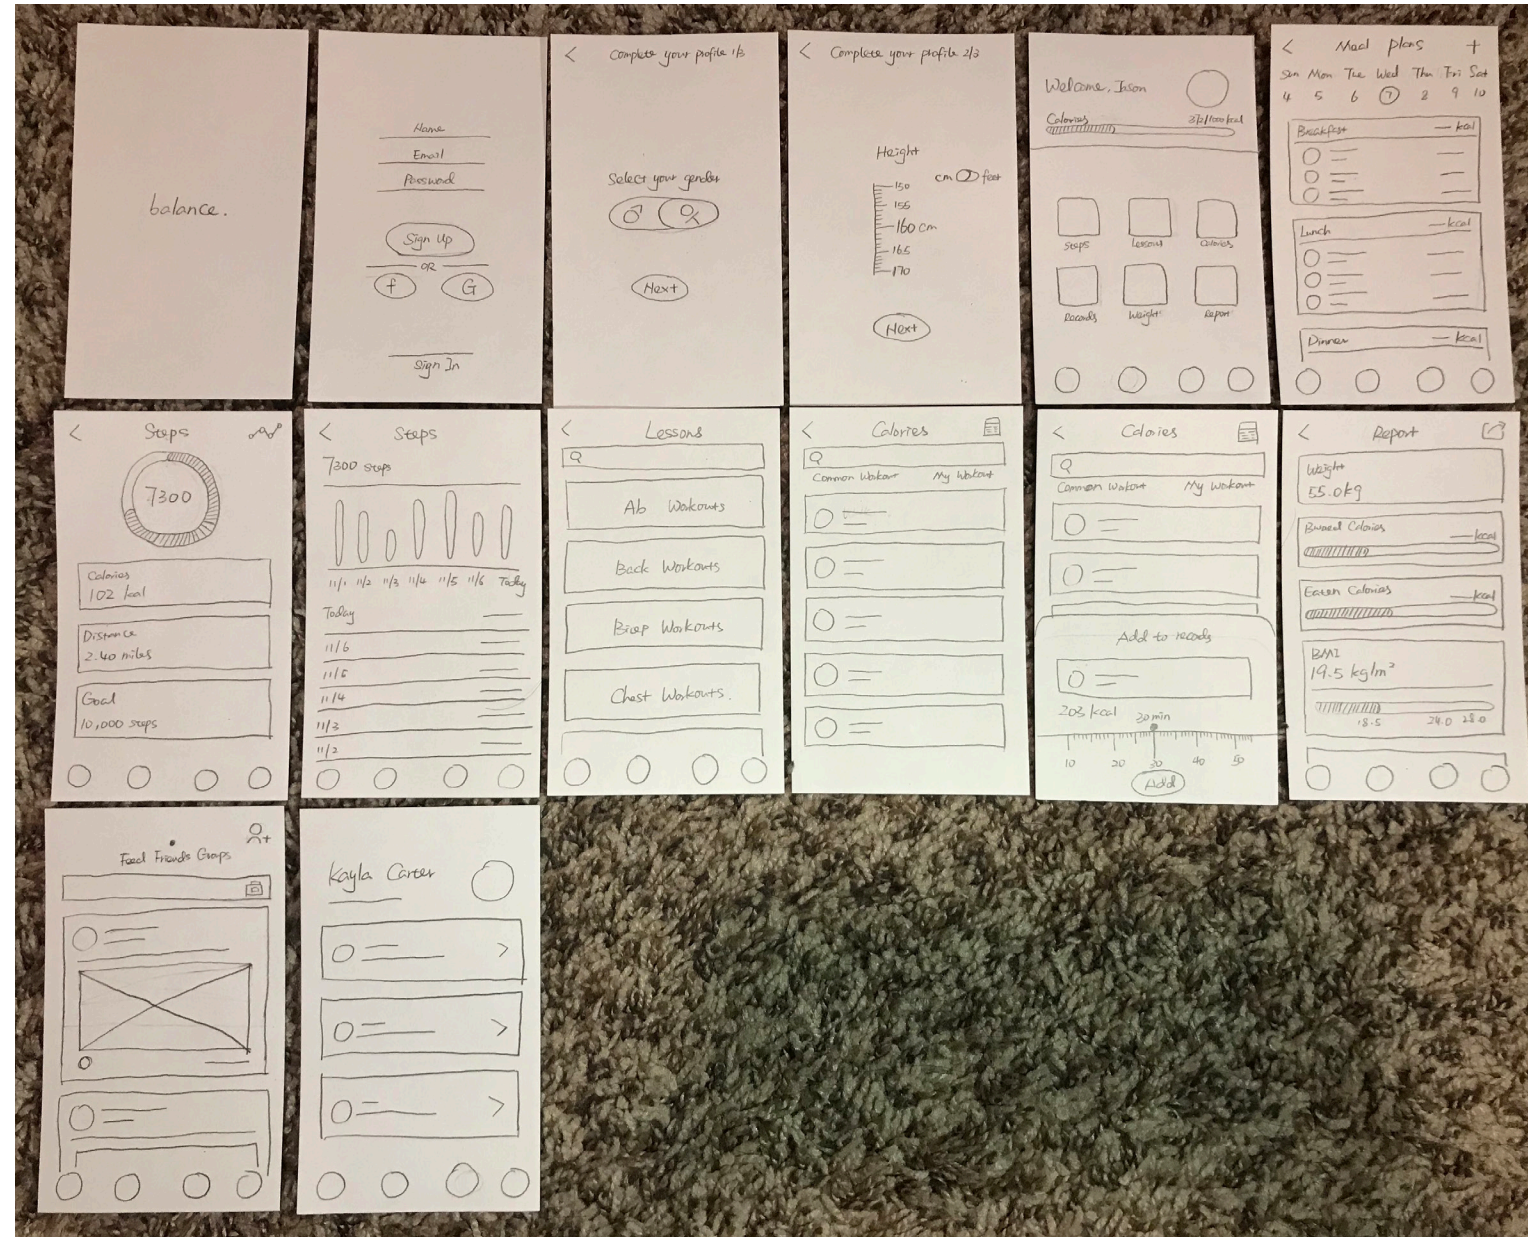 balance.
Name
Email
Password
Sign Up
OR
f G
Sign In
< Complete your profile 1/3
Select your gender
♂ ♀
Next
< Complete your profile 2/3
Height
cm feet
150
155
160 cm
165
170
Next
Welcome, Jason
Calories 312/1000 kcal
Steps Lessons Calories
Records Weight Report
< Meal Plans +
Sun Mon Tue Wed Thu Fri Sat
4 5 6 7 8 9 10
Breakfast — kcal
Lunch — kcal
Dinner — kcal
< Steps
7300
Calories
102 kcal
Distance
2.40 miles
Goal
10,000 steps
< Steps
7300 steps
11/1 11/2 11/3 11/4 11/5 11/6 Today
Today
11/6
11/5
11/4
11/3
11/2
< Lessons
Ab Workouts
Back Workouts
Bicep Workouts
Chest Workouts.
< Calories
Common Workout My Workout
< Calories
Common Workout My Workout
Add to records
203 kcal 30 min
10 20 30 40 50
Add
< Report
Weight
55.0kg
Burned Calories — kcal
Eaten Calories — kcal
BMI
19.5 kg/m²
18.5 24.0 28.0
Feed Friends Groups
Kayla Carter
>
>
>